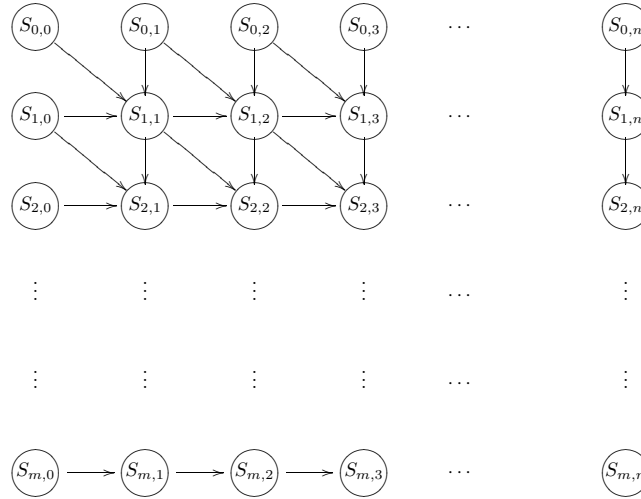 S0,0 S0,1 S0,2 S0,3 ⋯ S0,n
S1,0 S1,1 S1,2 S1,3 ⋯ S1,n
S2,0 S2,1 S2,2 S2,3 ⋯ S2,n
⋮ ⋮ ⋮ ⋮ ⋯ ⋮
⋮ ⋮ ⋮ ⋮ ⋯ ⋮
Sm,0 Sm,1 Sm,2 Sm,3 ⋯ Sm,n